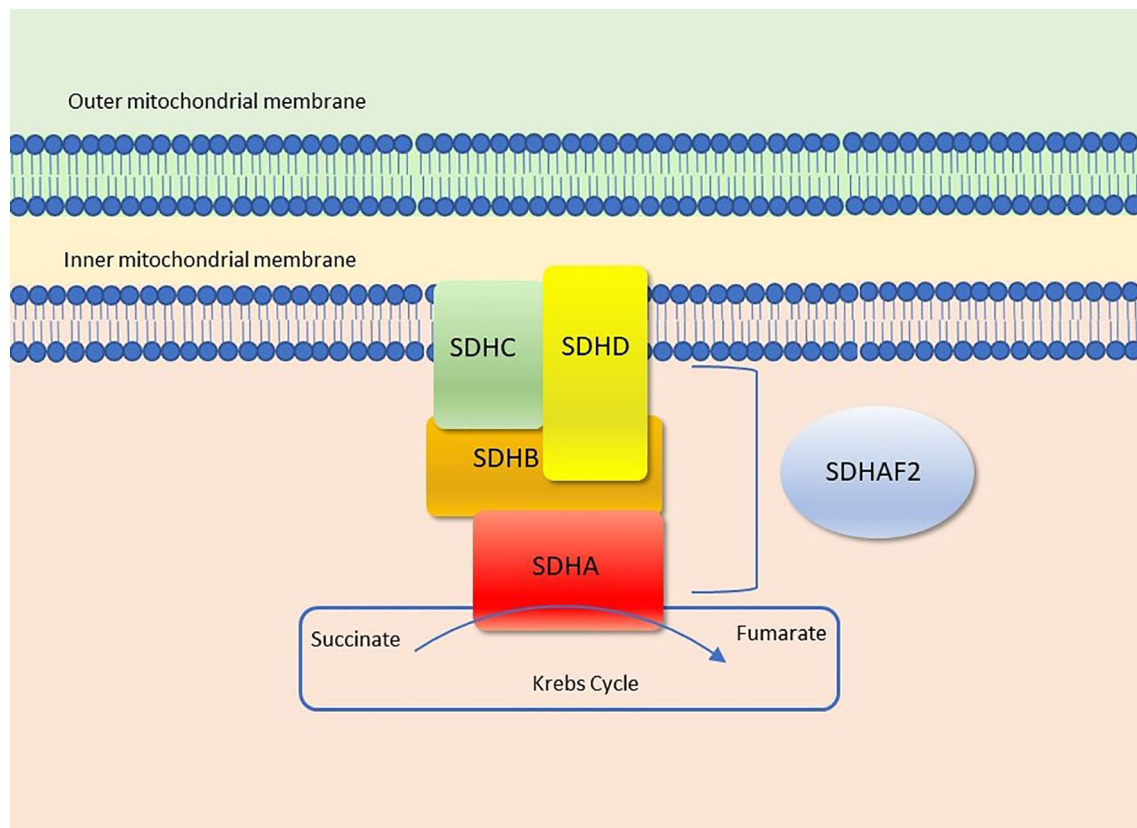 Outer mitochondrial membrane
Inner mitochondrial membrane
SDHC
SDHD
SDHB
SDHAF2
SDHA
Succinate
Fumarate
Krebs Cycle